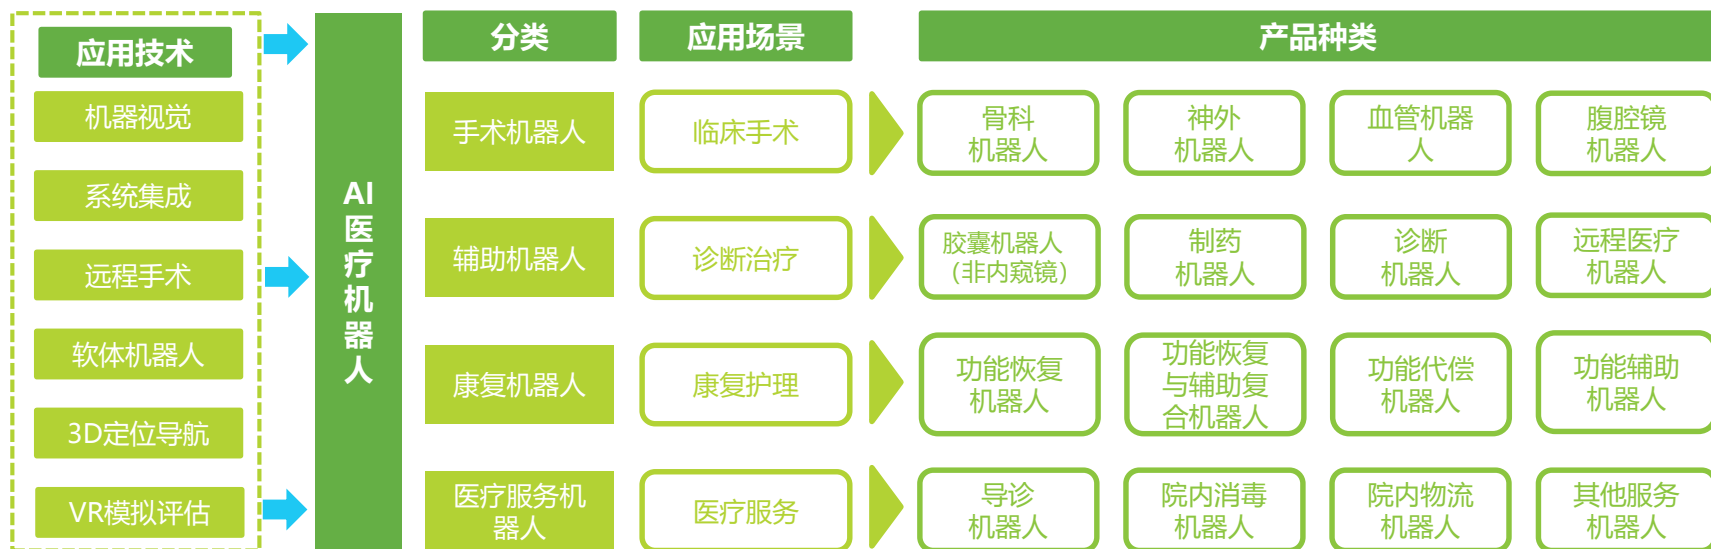 应用技术
机器视觉
系统集成
远程手术
软体机器人
3D定位导航
VR模拟评估
AI
医
疗
机
器
人
分类
应用场景
产品种类
手术机器人
临床手术
骨科
机器人
神外
机器人
血管机器
人
腹腔镜
机器人
辅助机器人
诊断治疗
胶囊机器人
（非内窥镜）
制药
机器人
诊断
机器人
远程医疗
机器人
康复机器人
康复护理
功能恢复
机器人
功能恢复
与辅助复
合机器人
功能代偿
机器人
功能辅助
机器人
医疗服务机
器人
医疗服务
导诊
机器人
院内消毒
机器人
院内物流
机器人
其他服务
机器人